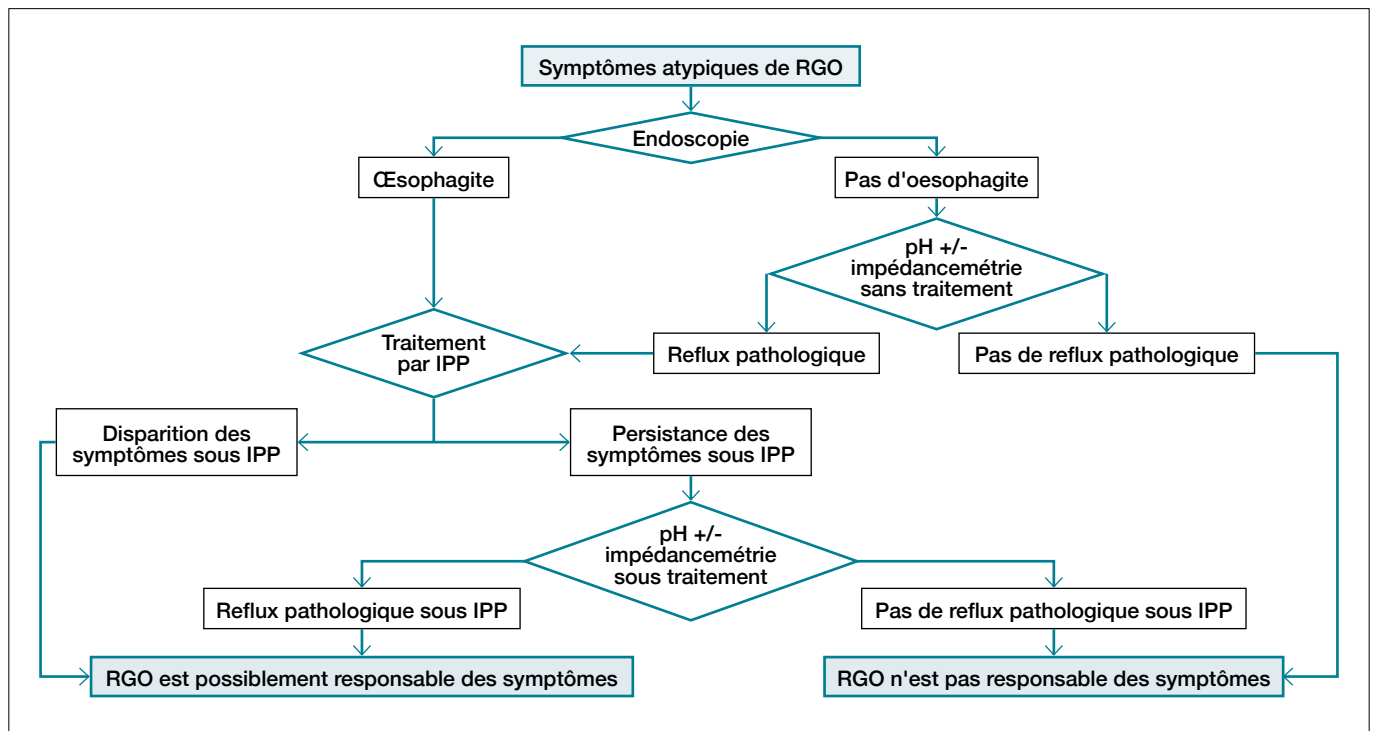 Symptômes atypiques de RGO
Endoscopie
Œsophagite
Pas d'oesophagite
pH +/-
impédancemétrie
sans traitement
Traitement
par IPP
Reflux pathologique
Pas de reflux pathologique
Disparition des
symptômes sous IPP
Persistance des
symptômes sous IPP
pH +/-
impédancemétrie
sous traitement
Reflux pathologique sous IPP
Pas de reflux pathologique sous IPP
RGO est possiblement responsable des symptômes
RGO n'est pas responsable des symptômes